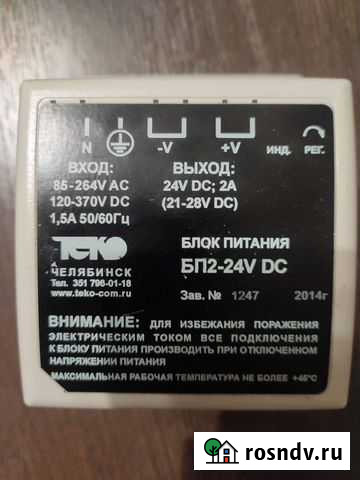 N -V +V ИНД. РЕГ.
ВХОД: ВЫХОД:
85-264V AC 24V DC; 2A
120-370V DC (21-28V DC)
1,5A 50/60Гц
ТЕКО БЛОК ПИТАНИЯ
ЧЕЛЯБИНСК БП2-24V DC
Тел. 351 796-01-18
www.teko-com.ru Зав. № 1247 2014г
ВНИМАНИЕ: ДЛЯ ИЗБЕЖАНИЯ ПОРАЖЕНИЯ
ЭЛЕКТРИЧЕСКИМ ТОКОМ ВСЕ ПОДКЛЮЧЕНИЯ
К БЛОКУ ПИТАНИЯ ПРОИЗВОДИТЬ ПРИ ОТКЛЮЧЕННОМ
НАПРЯЖЕНИИ ПИТАНИЯ
МАКСИМАЛЬНАЯ РАБОЧАЯ ТЕМПЕРАТУРА НЕ БОЛЕЕ +45°C
rosndv.ru